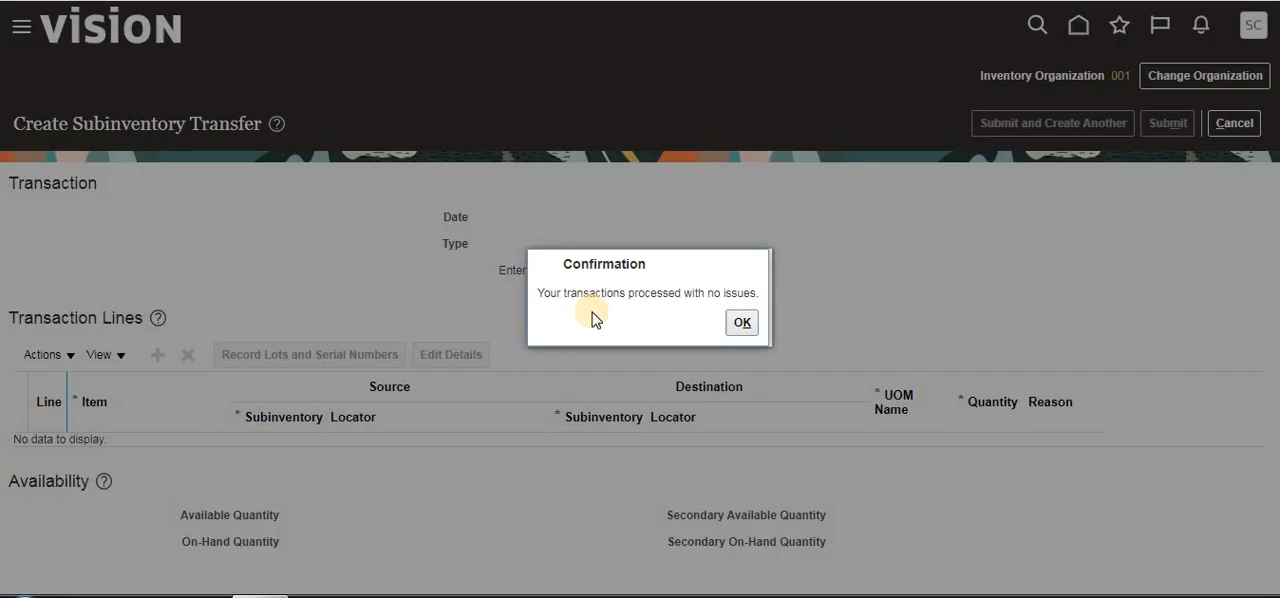 VISION
SC
Inventory Organization 001 Change Organization
Create Subinventory Transfer ?
Submit and Create Another Submit Cancel
Transaction
Date
Type
Enter
Confirmation
Your transactions processed with no issues.
OK
Transaction Lines ?
Actions View Record Lots and Serial Numbers Edit Details
Source Destination
Line * Item * Subinventory Locator * Subinventory Locator * UOM Name * Quantity Reason
No data to display.
Availability ?
Available Quantity Secondary Available Quantity
On-Hand Quantity Secondary On-Hand Quantity